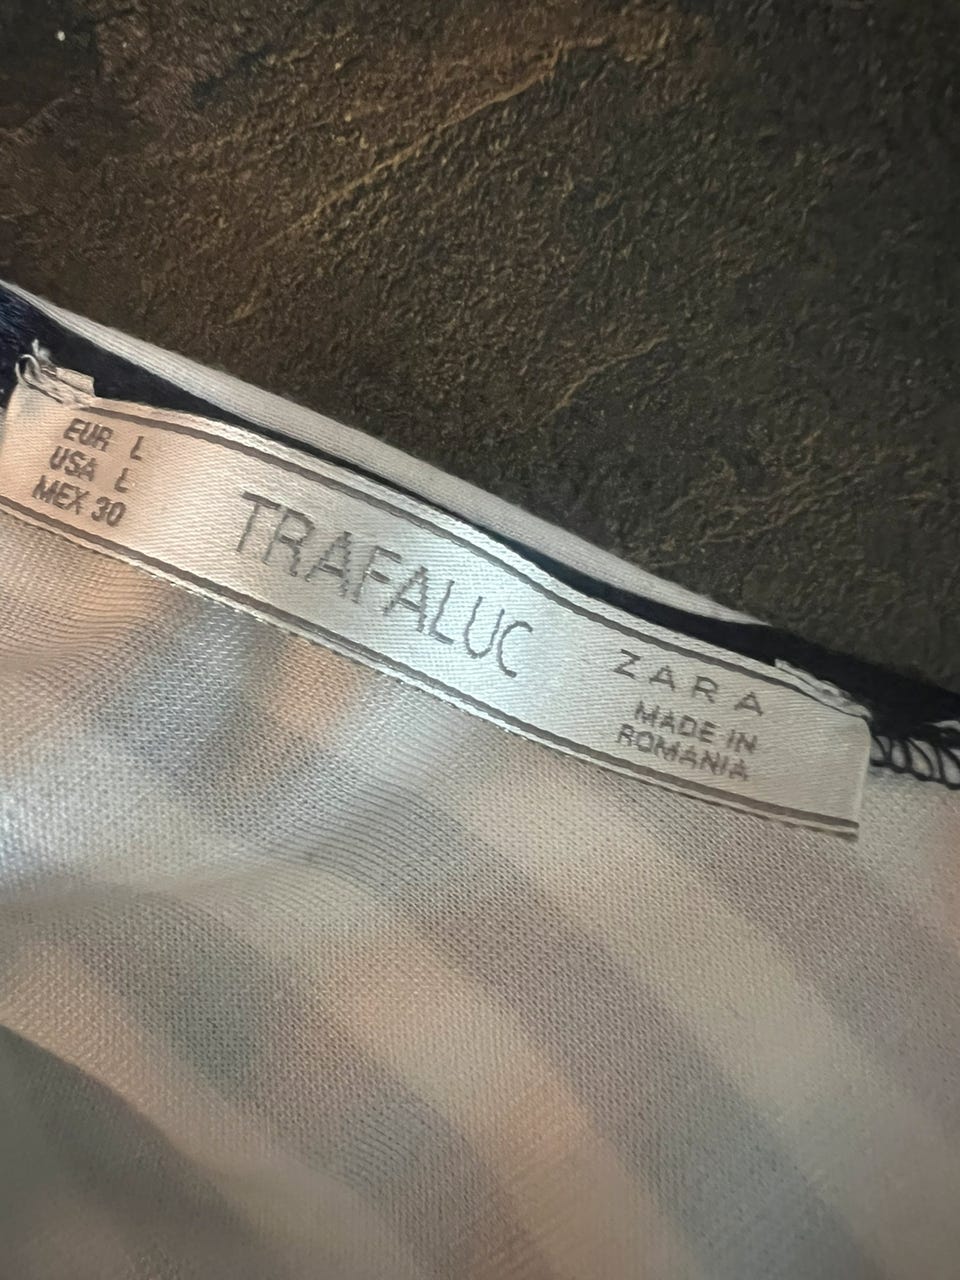 EUR L
USA L
MEX 30
TRAFALUC
ZARA
MADE IN
ROMANIA